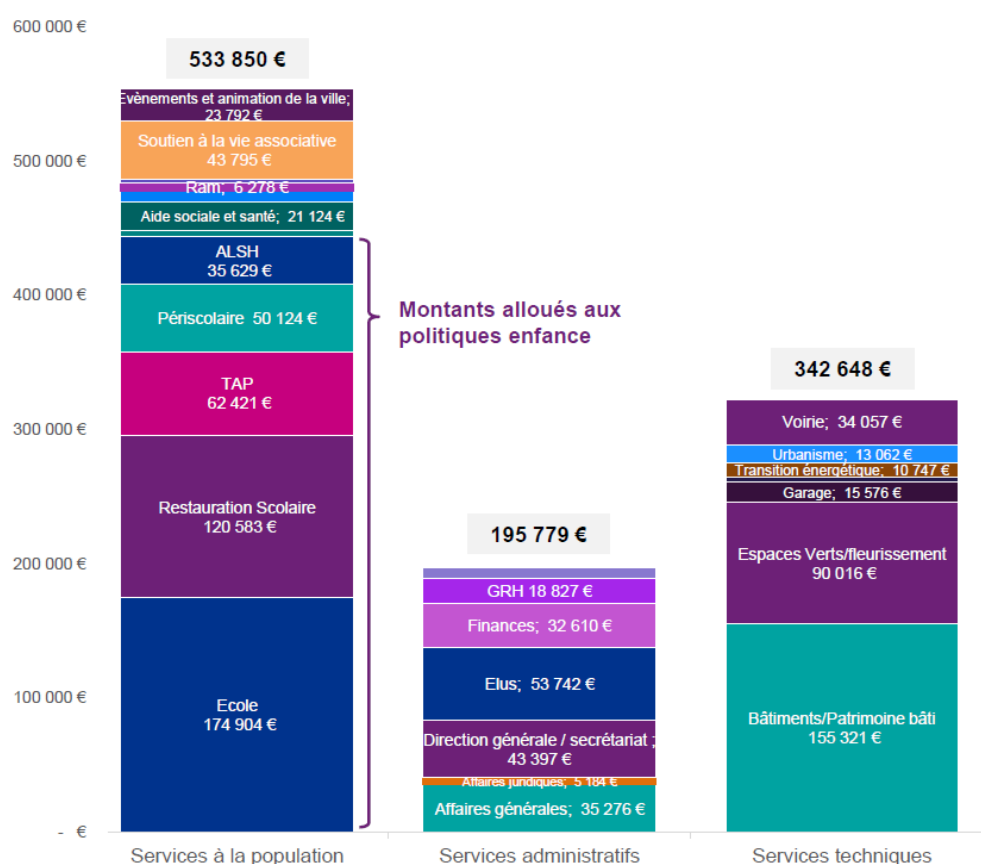 600 000 €
500 000 €
400 000 €
300 000 €
200 000 €
100 000 €
- €
533 850 €
Evènements et animation de la ville;
23 792 €
Soutien à la vie associative
43 795 €
Ram; 6 278 €
Aide sociale et santé; 21 124 €
ALSH
35 629 €
Périscolaire 50 124 €
TAP
62 421 €
Restauration Scolaire
120 583 €
Ecole
174 904 €
Montants alloués aux
politiques enfance
195 779 €
GRH 18 827 €
Finances; 32 610 €
Elus; 53 742 €
Direction générale / secrétariat ;
43 397 €
Affaires juridiques; 5 184 €
Affaires générales; 35 276 €
342 648 €
Voirie; 34 057 €
Urbanisme; 13 062 €
Transition énergétique; 10 747 €
Garage; 15 576 €
Espaces Verts/fleurissement
90 016 €
Bâtiments/Patrimoine bâti
155 321 €
Services à la population
Services administratifs
Services techniques